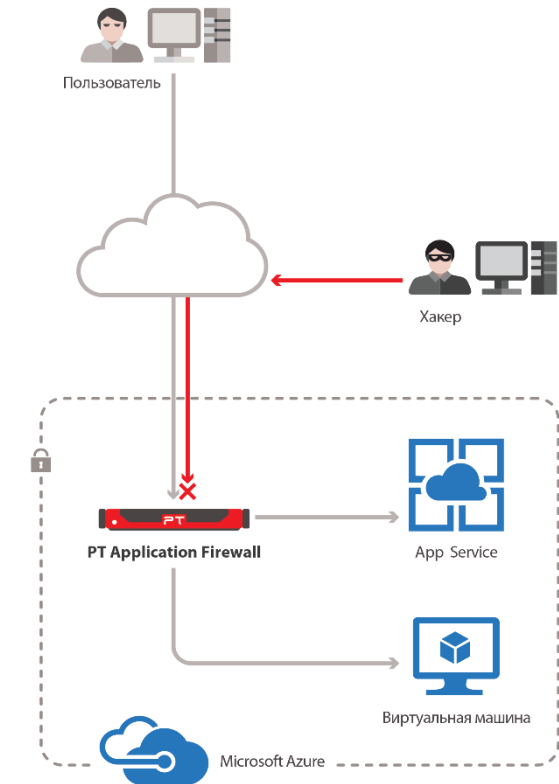 Пользователь
Хакер
PT
PT Application Firewall
App Service
Виртуальная машина
Microsoft Azure